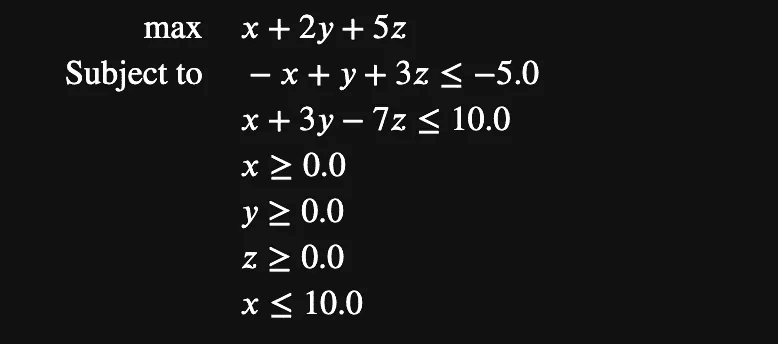 max x + 2y + 5z
Subject to − x + y + 3z ≤ −5.0
x + 3y − 7z ≤ 10.0
x ≥ 0.0
y ≥ 0.0
z ≥ 0.0
x ≤ 10.0